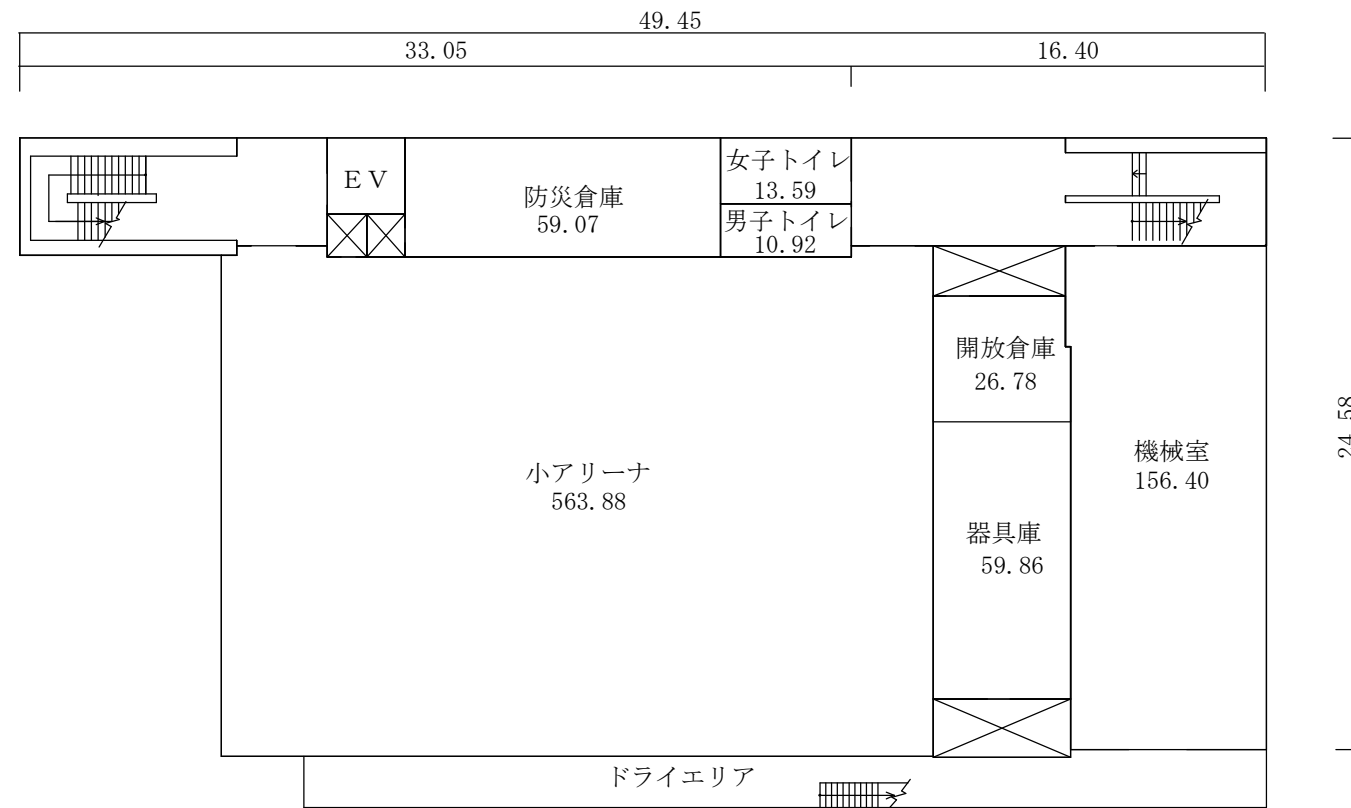 49.45
33.05
16.40
EV
防災倉庫
59.07
女子トイレ
13.59
男子トイレ
10.92
開放倉庫
26.78
小アリーナ
563.88
器具庫
59.86
機械室
156.40
24.58
ドライエリア